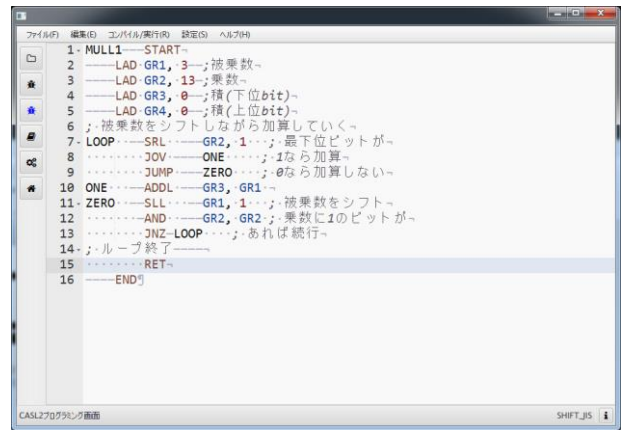 ファイル(F) 編集(E) コンパイル/実行(R) 設定(S) ヘルプ(H)
1 MULL1 START
2 LAD GR1, 3 ;被乗数
3 LAD GR2, 13 ;乗数
4 LAD GR3, 0 ;積(下位bit)
5 LAD GR4, 0 ;積(上位bit)
6 ; 被乗数をシフトしながら加算していく
7 LOOP SRL GR2, 1 ; 最下位ビットが
8 JOV ONE ; 1なら加算
9 JUMP ZERO ; 0なら加算しない
10 ONE ADDL GR3, GR1
11 ZERO SLL GR1, 1 ; 被乗数をシフト
12 AND GR2, GR2 ; 乗数に1のビットが
13 JNZ LOOP ; あれば続行
14 ; ループ終了
15 RET
16 END
CASL2プログラミング画面 SHIFT_JIS i